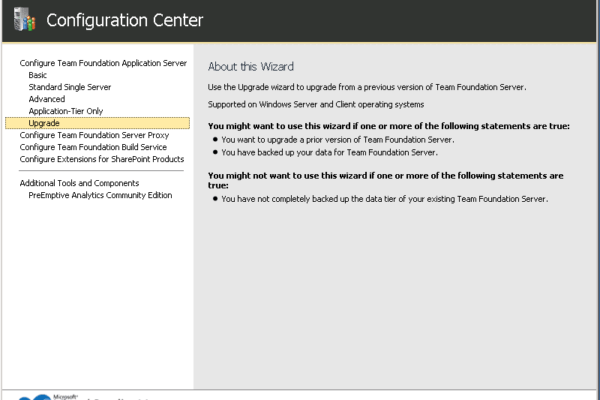 Configuration Center
Configure Team Foundation Application Server
Basic
Standard Single Server
Advanced
Application-Tier Only
Upgrade
Configure Team Foundation Server Proxy
Configure Team Foundation Build Service
Configure Extensions for SharePoint Products
Additional Tools and Components
PreEmptive Analytics Community Edition
About this Wizard
Use the Upgrade wizard to upgrade from a previous version of Team Foundation Server.
Supported on Windows Server and Client operating systems
You might want to use this wizard if one or more of the following statements are true:
You want to upgrade a prior version of Team Foundation Server.
You have backed up your data for Team Foundation Server.
You might not want to use this wizard if one or more of the following statements are
true:
You have not completely backed up the data tier of your existing Team Foundation Server.
Microsoft